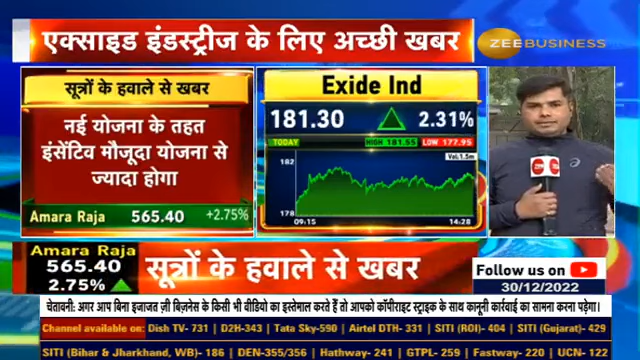 एक्साइड इंडस्ट्रीज के लिए अच्छी खबर
ZEE BUSINESS
सूत्रों के हवाले से खबर
नई योजना के तहत
इंसेंटिव मौजूदा योजना से
ज्यादा होगा
Amara Raja 565.40 +2.75%
Exide Ind
181.30 2.31%
TODAY HIGH 181.55 LOW 177.95
Vol.1.5m
182
178
09:15 14:28
Amara Raja
565.40
2.75%
सूत्रों के हवाले से खबर
Follow us on
30/12/2022
चेतावनी: अगर आप बिना इजाजत ज़ी बिज़नेस के किसी भी वीडियो का इस्तेमाल करते हैं तो आपको कॉपीराइट स्ट्राइक के साथ कानूनी कार्रवाई का सामना करना पड़ेगा।
Channel available on: Dish TV- 731 | D2H-343 | Tata Sky-590 | Airtel DTH- 331 | SITI (ROI) - 404 | SITI (Gujarat) - 429
SITI (Bihar & Jharkhand, WB)- 186 | DEN-355/356 | Hathway- 241 | GTPL- 259 | Fastway- 220 | UCN- 122